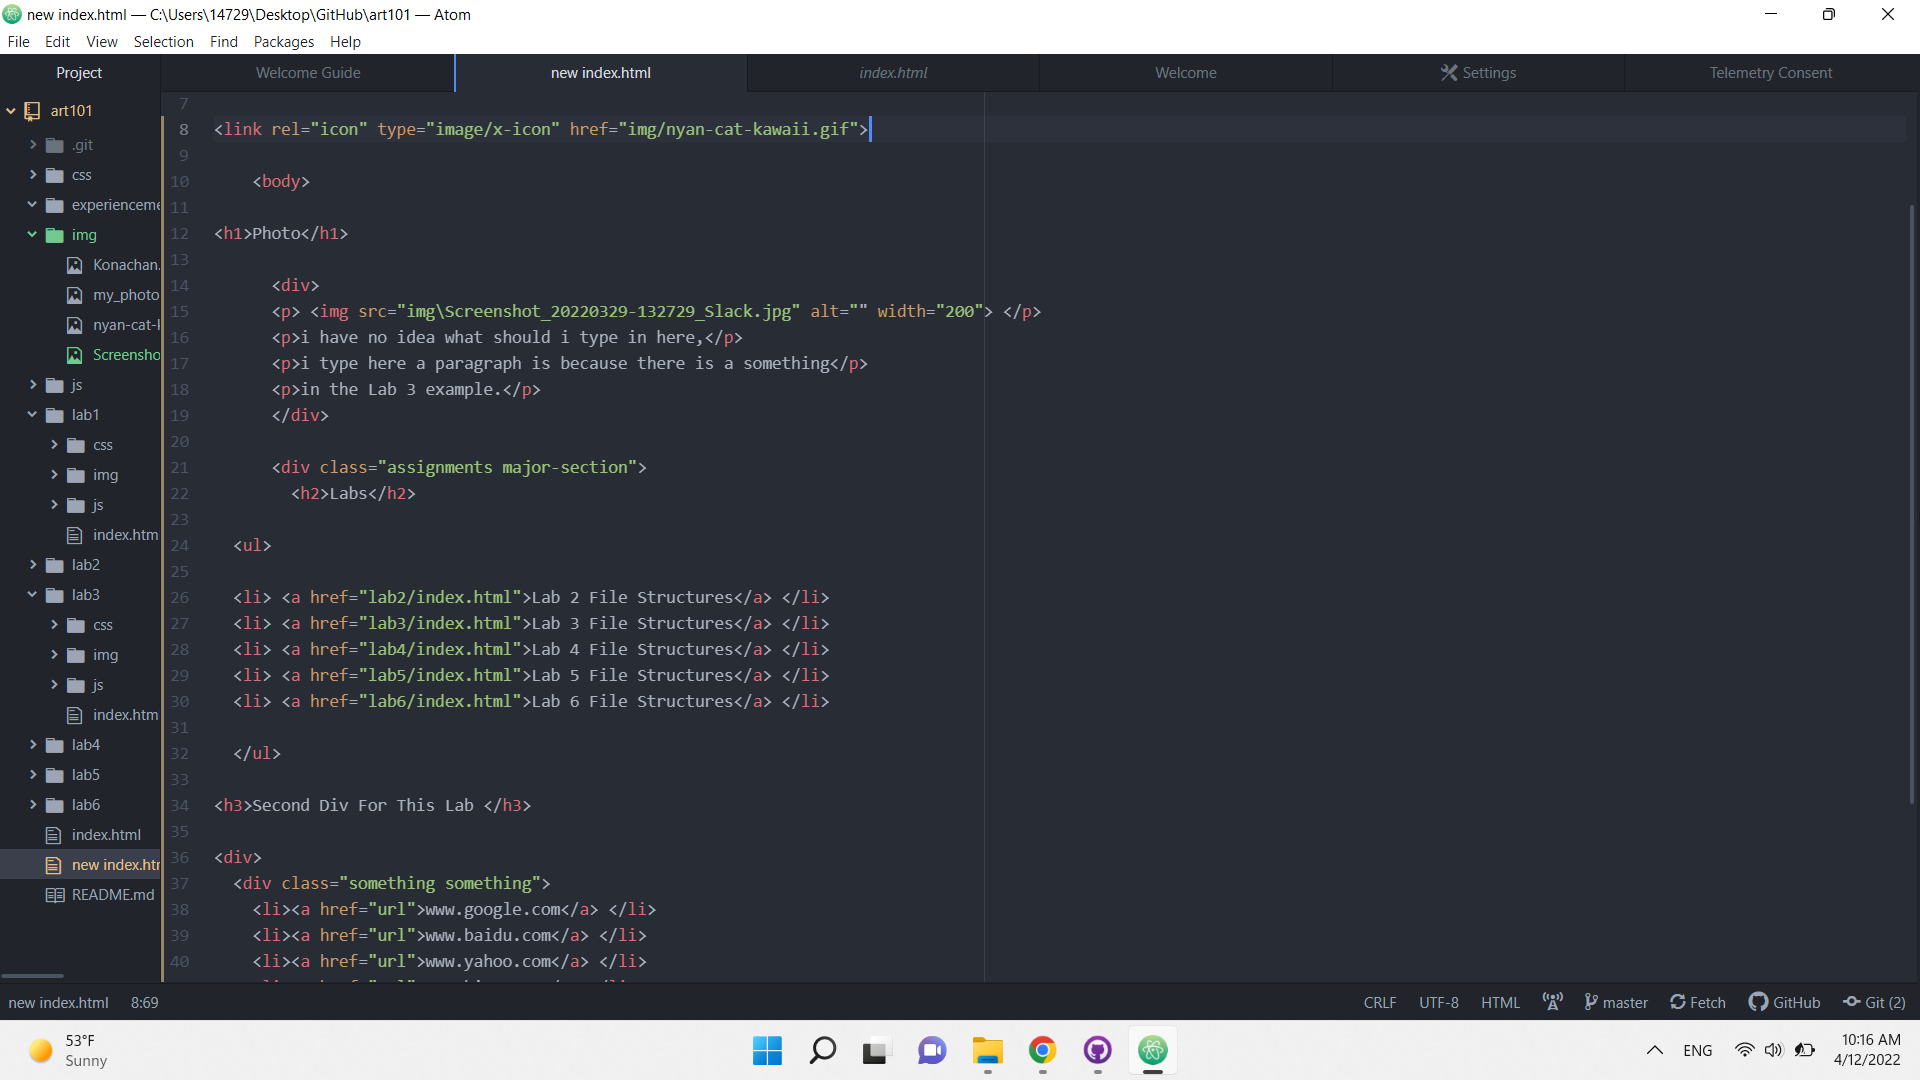 new index.html — C:\Users\14729\Desktop\GitHub\art101 — Atom
File Edit View Selection Find Packages Help
Project
Welcome Guide
new index.html
index.html
Welcome
Settings
Telemetry Consent
art101
.git
css
experienceme
img
Konachan.
my_photo
nyan-cat-k
Screensho
js
lab1
css
img
js
index.htm
lab2
lab3
css
img
js
index.htm
lab4
lab5
lab6
index.html
new index.htm
README.md
7
8 <link rel="icon" type="image/x-icon" href="img/nyan-cat-kawaii.gif">
9
10 <body>
11
12 <h1>Photo</h1>
13
14 <div>
15 <p> <img src="img\Screenshot_20220329-132729_Slack.jpg" alt="" width="200"> </p>
16 <p>i have no idea what should i type in here,</p>
17 <p>i type here a paragraph is because there is a something</p>
18 <p>in the Lab 3 example.</p>
19 </div>
20
21 <div class="assignments major-section">
22 <h2>Labs</h2>
23
24 <ul>
25
26 <li> <a href="lab2/index.html">Lab 2 File Structures</a> </li>
27 <li> <a href="lab3/index.html">Lab 3 File Structures</a> </li>
28 <li> <a href="lab4/index.html">Lab 4 File Structures</a> </li>
29 <li> <a href="lab5/index.html">Lab 5 File Structures</a> </li>
30 <li> <a href="lab6/index.html">Lab 6 File Structures</a> </li>
31
32 </ul>
33
34 <h3>Second Div For This Lab </h3>
35
36 <div>
37 <div class="something something">
38 <li><a href="url">www.google.com</a> </li>
39 <li><a href="url">www.baidu.com</a> </li>
40 <li><a href="url">www.yahoo.com</a> </li>
new index.html 8:69
CRLF UTF-8 HTML master Fetch GitHub Git (2)
53°F
Sunny
ENG
10:16 AM
4/12/2022